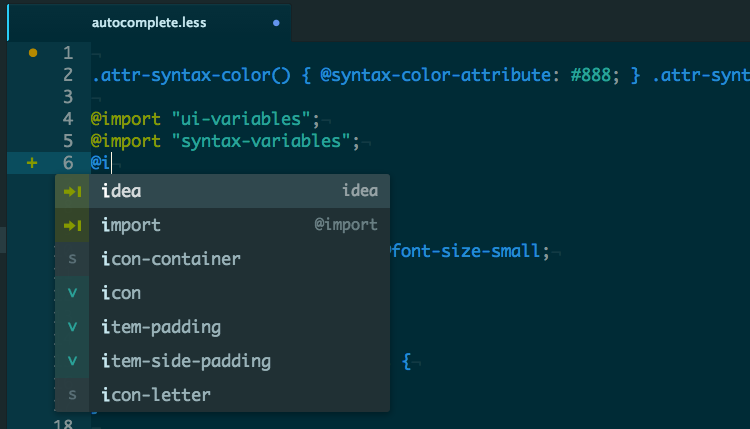 autocomplete.less
1
2 .attr-syntax-color() { @syntax-color-attribute: #888; } .attr-synt
3
4 @import "ui-variables";
5 @import "syntax-variables";
6 @i
idea idea
import @import
s icon-container
font-size-small;
v icon
v item-padding
v item-side-padding
{
s icon-letter
18